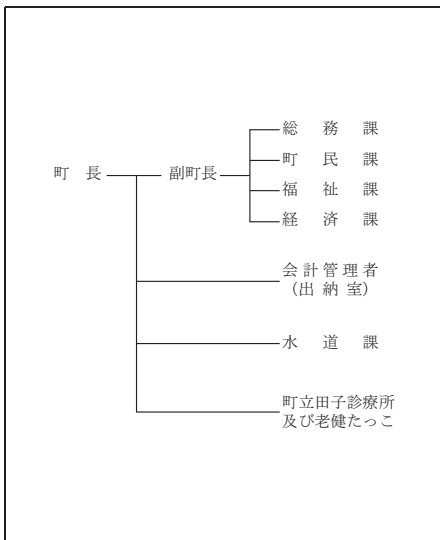 総務課
町民課
町長
副町長
福祉課
経済課
会計管理者
（出納室）
水道課
町立田子診療所
及び老健たっこ